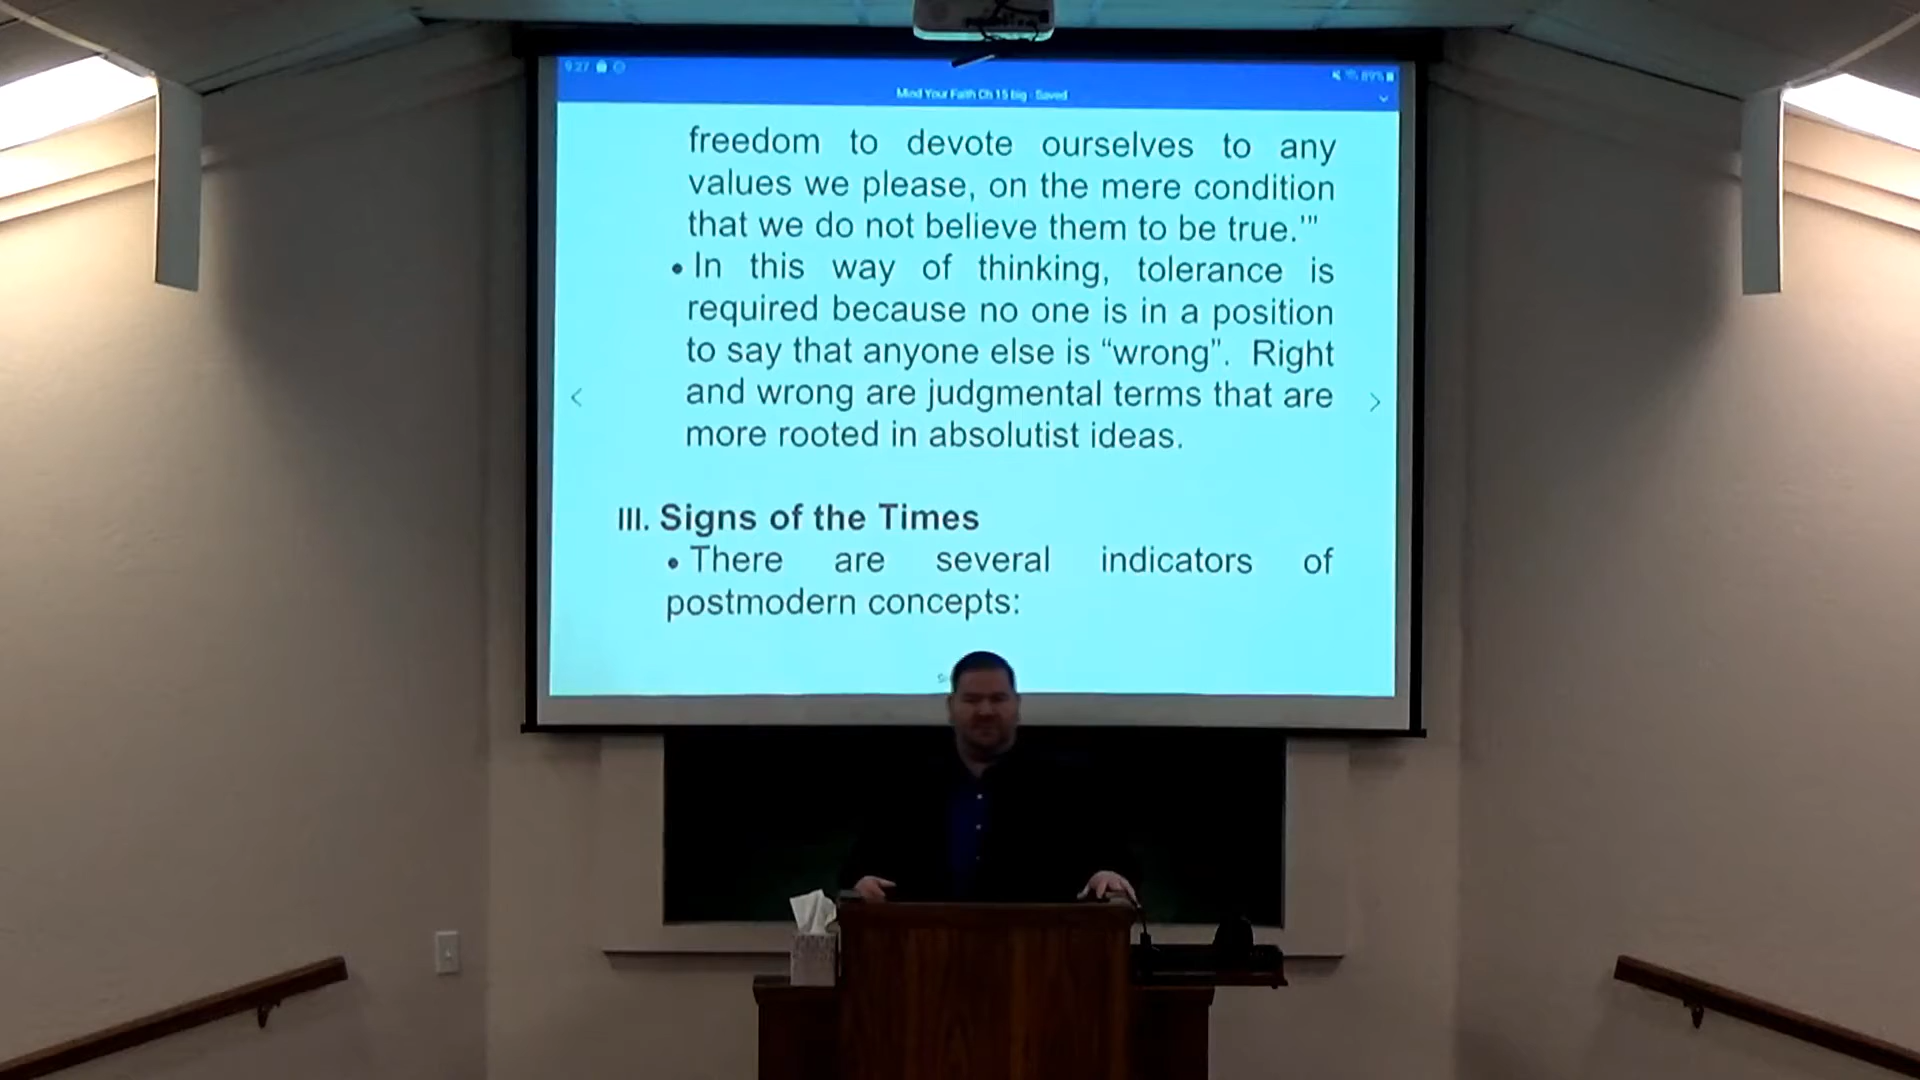 9:27
89%
Mind Your Faith Ch 15 big - Saved
freedom to devote ourselves to any
values we please, on the mere condition
that we do not believe them to be true.'"
• In this way of thinking, tolerance is
required because no one is in a position
to say that anyone else is “wrong”. Right
and wrong are judgmental terms that are
more rooted in absolutist ideas.
III. Signs of the Times
• There are several indicators of
postmodern concepts: